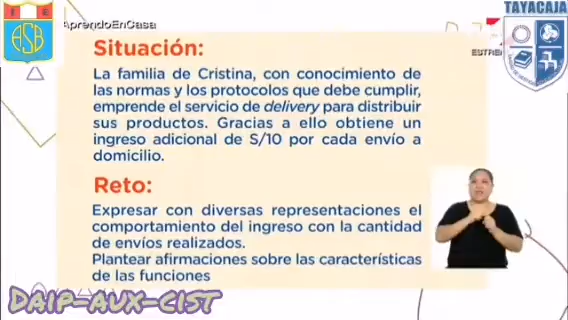 I E
ESB
AprendoEnCasa
TAYACAJA
ESTREN
Situación:
La familia de Cristina, con conocimiento de
las normas y los protocolos que debe cumplir,
emprende el servicio de delivery para distribuir
sus productos. Gracias a ello obtiene un
ingreso adicional de S/10 por cada envío a
domicilio.
Reto:
Expresar con diversas representaciones el
comportamiento del ingreso con la cantidad
de envíos realizados.
Plantear afirmaciones sobre las características
de las funciones
Daip-aux-cist